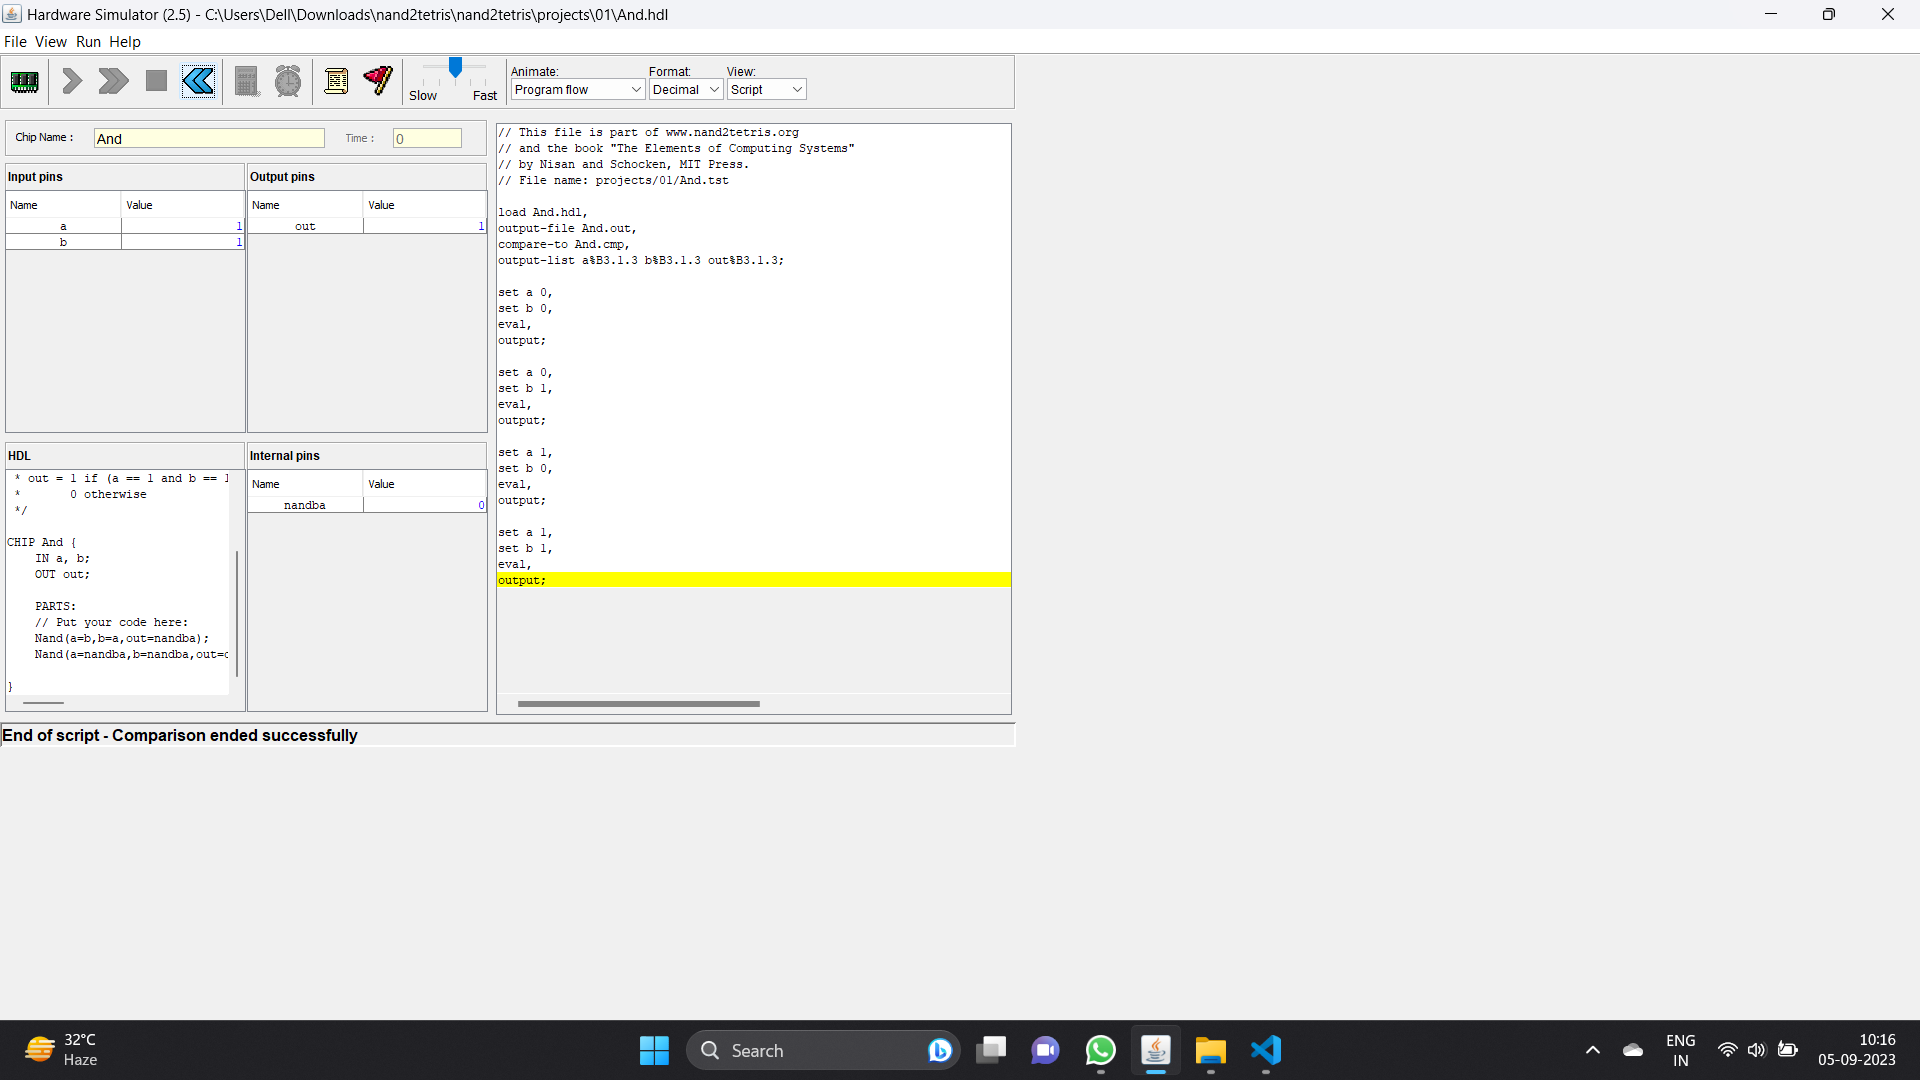 Hardware Simulator (2.5) - C:\Users\Dell\Downloads\nand2tetris\nand2tetris\projects\01\And.hdl
File View Run Help
Slow Fast
Animate: Format: View:
Program flow Decimal Script
Chip Name : And Time : 0
Input pins
Name Value
a 1
b 1
Output pins
Name Value
out 1
HDL
* out = 1 if (a == 1 and b == 1
* 0 otherwise
*/
CHIP And {
IN a, b;
OUT out;
PARTS:
// Put your code here:
Nand(a=b,b=a,out=nandba);
Nand(a=nandba,b=nandba,out=o
}
Internal pins
Name Value
nandba 0
// This file is part of www.nand2tetris.org
// and the book "The Elements of Computing Systems"
// by Nisan and Schocken, MIT Press.
// File name: projects/01/And.tst
load And.hdl,
output-file And.out,
compare-to And.cmp,
output-list a%B3.1.3 b%B3.1.3 out%B3.1.3;
set a 0,
set b 0,
eval,
output;
set a 0,
set b 1,
eval,
output;
set a 1,
set b 0,
eval,
output;
set a 1,
set b 1,
eval,
output;
End of script - Comparison ended successfully
32°C
Haze
Search
ENG
IN
10:16
05-09-2023